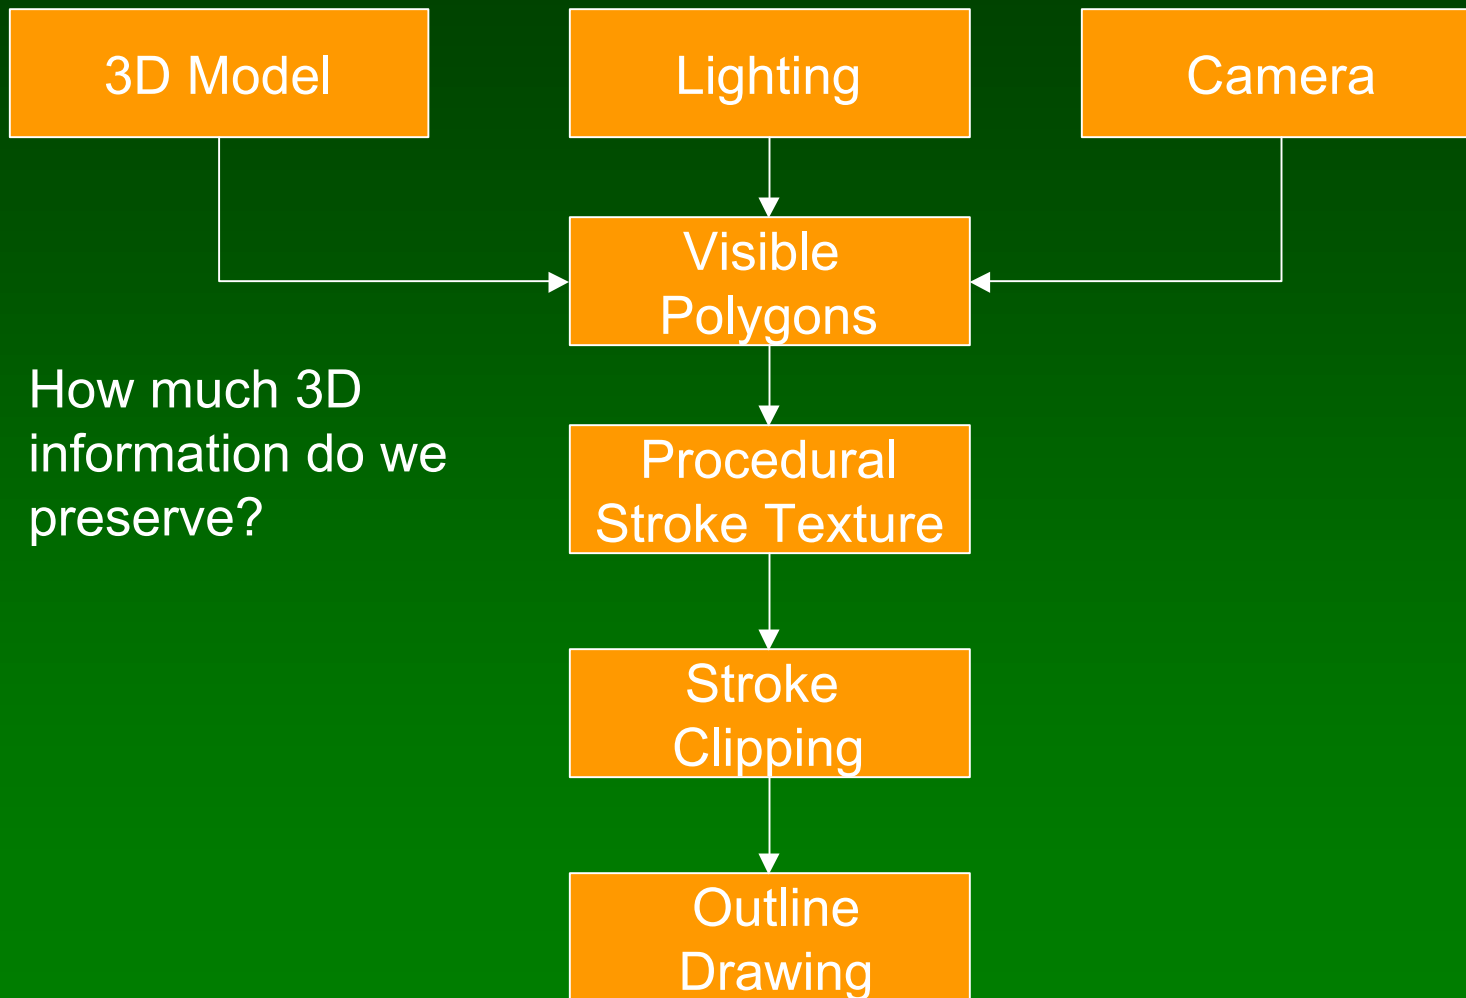 3D Model
Lighting
Camera
Visible
Polygons
How much 3D
information do we
preserve?
Procedural
Stroke Texture
Stroke
Clipping
Outline
Drawing